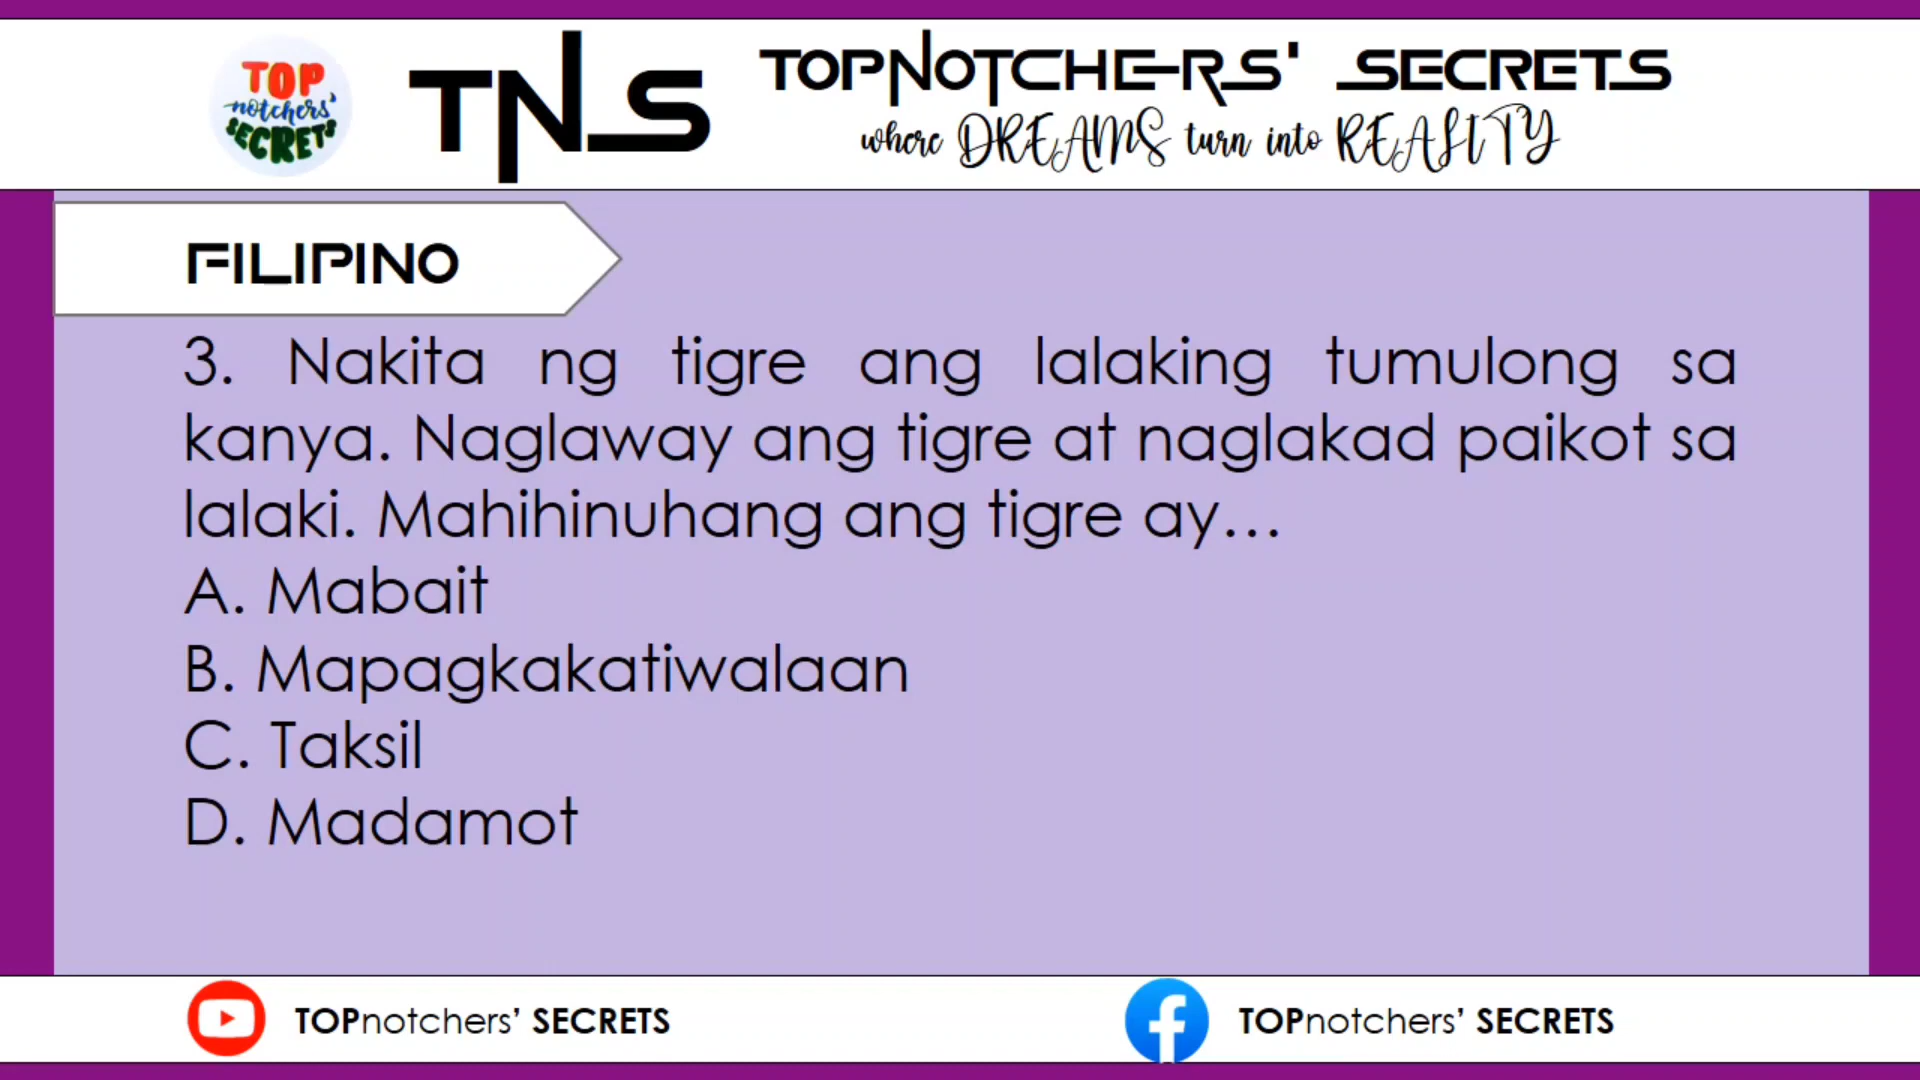 TOP
notchers'
SECRETS
TNS
TOPNOTCHERS' SECRETS
where DREAMS turn into REALITY
FILIPINO
3. Nakita ng tigre ang lalaking tumulong sa
kanya. Naglaway ang tigre at naglakad paikot sa
lalaki. Mahihinuhang ang tigre ay...
A. Mabait
B. Mapagkakatiwalaan
C. Taksil
D. Madamot
TOPnotchers' SECRETS
TOPnotchers' SECRETS